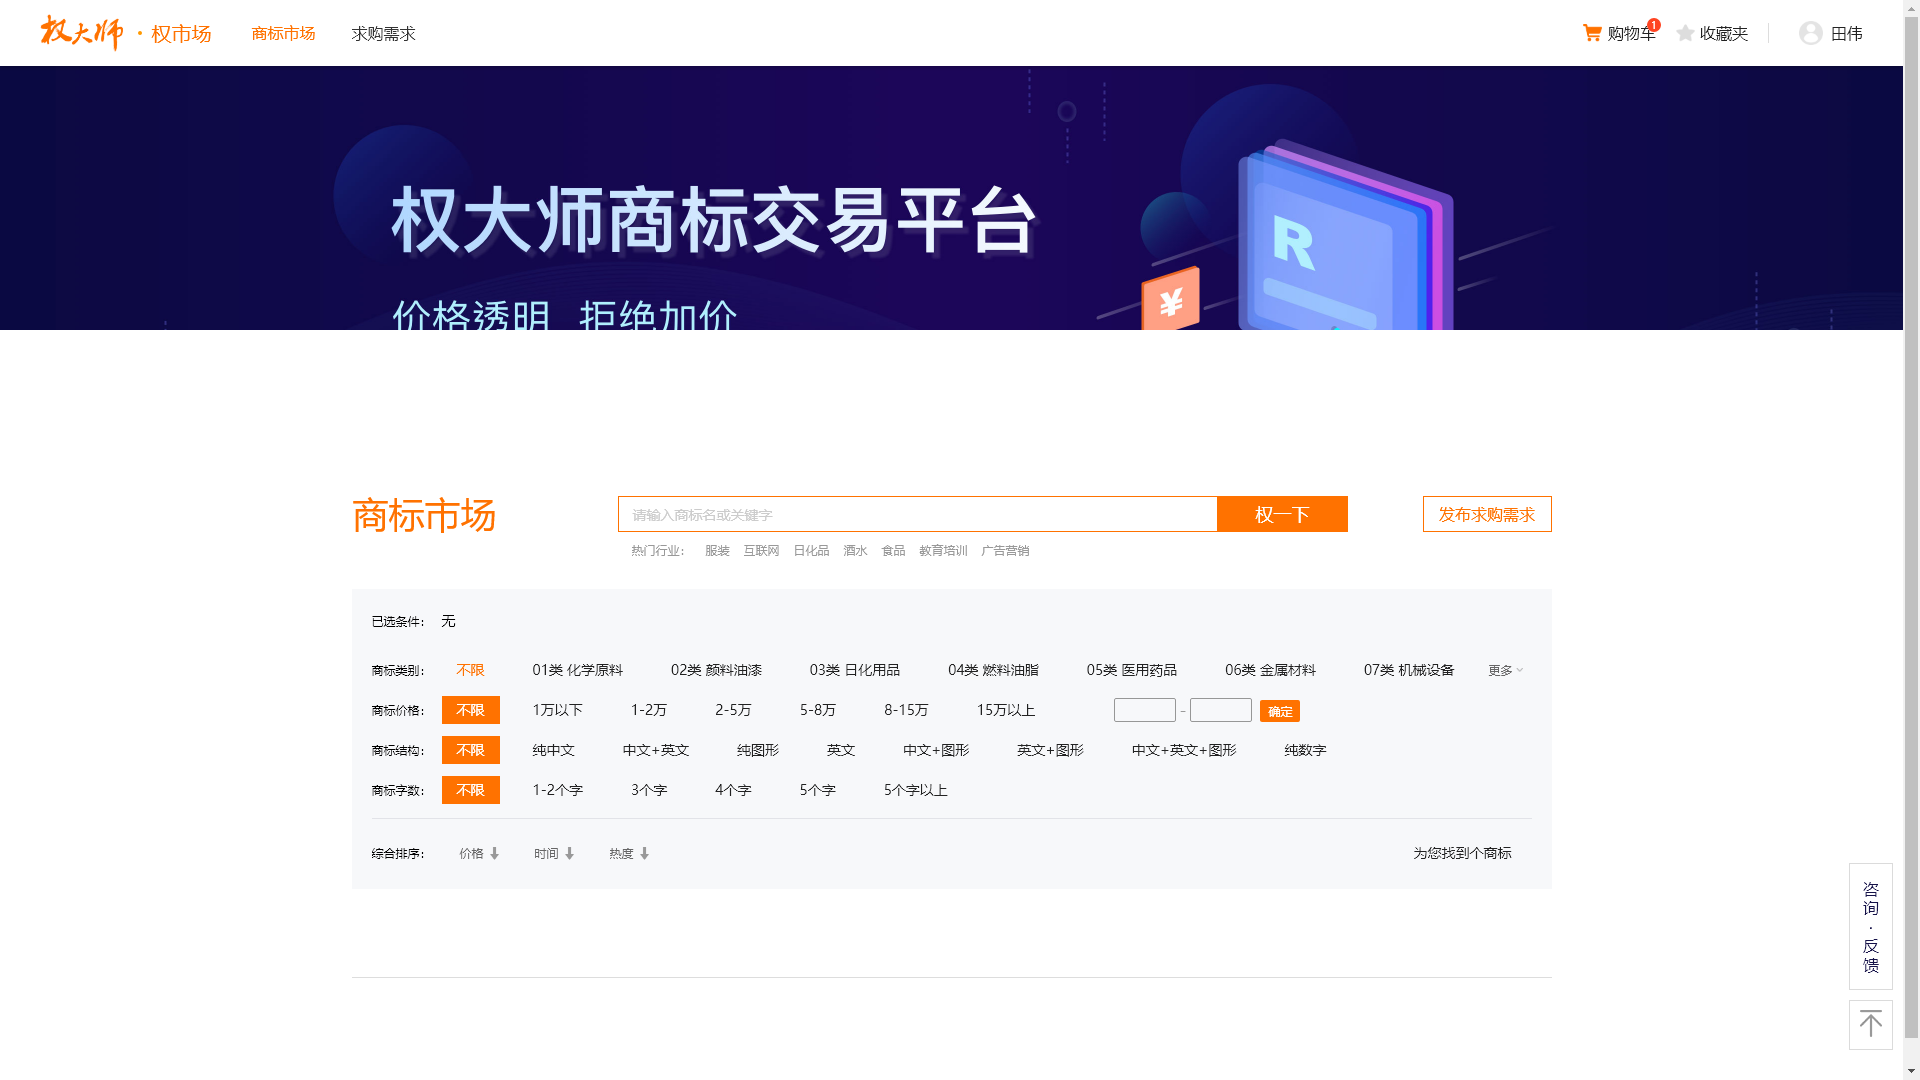 权大师 · 权市场 商标市场 求购需求 购物车 1 收藏夹 田伟
权大师商标交易平台
价格透明 拒绝加价
R
¥
商标市场 请输入商标名或关键字 权一下 发布求购需求
热门行业: 服装 互联网 日化品 酒水 食品 教育培训 广告营销
已选条件: 无
商标类别: 不限 01类 化学原料 02类 颜料油漆 03类 日化用品 04类 燃料油脂 05类 医用药品 06类 金属材料 07类 机械设备 更多
商标价格: 不限 1万以下 1-2万 2-5万 5-8万 8-15万 15万以上 - 确定
商标结构: 不限 纯中文 中文+英文 纯图形 英文 中文+图形 英文+图形 中文+英文+图形 纯数字
商标字数: 不限 1-2个字 3个字 4个字 5个字 5个字以上
综合排序: 价格 时间 热度 为您找到个商标
咨询·反馈